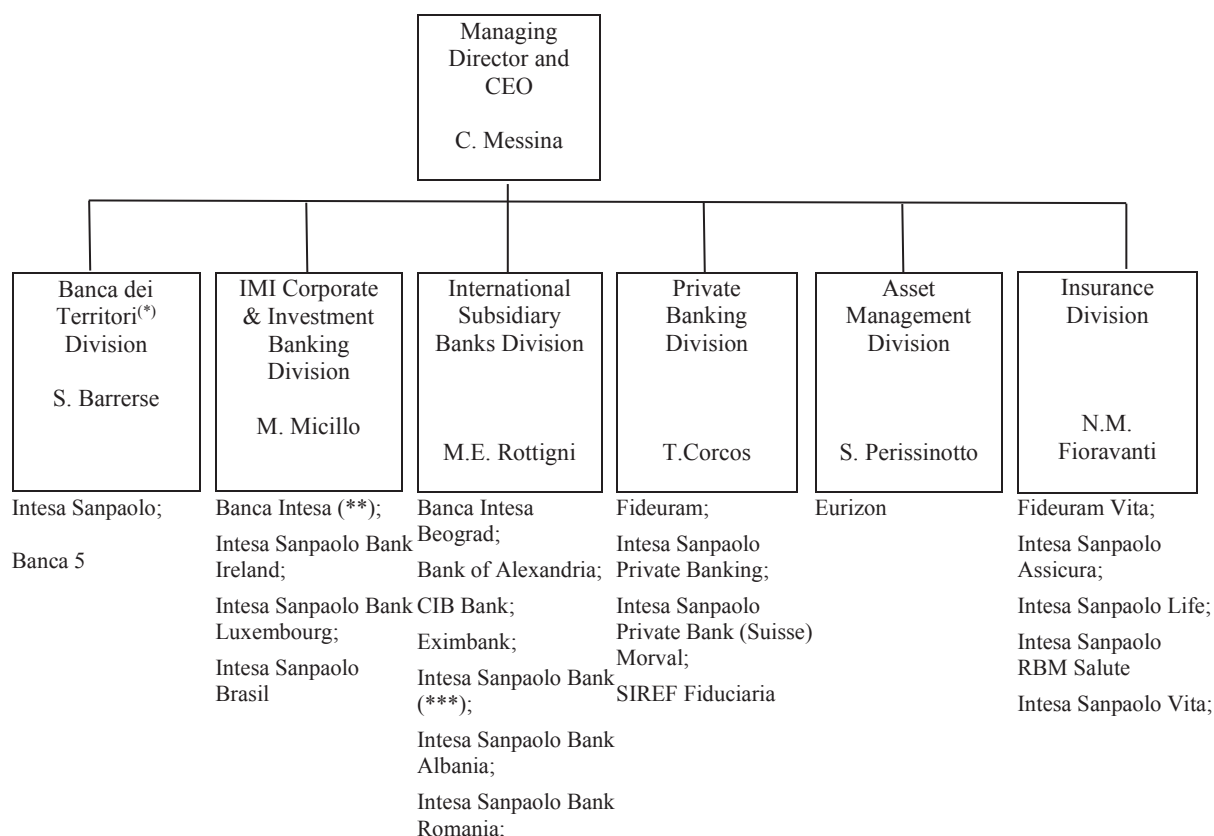 Managing
Director and
CEO
C. Messina
Banca dei
Territori(*)
Division
S. Barrerse
IMI Corporate
& Investment
Banking
Division
M. Micillo
International
Subsidiary
Banks Division
M.E. Rottigni
Private
Banking
Division
T.Corcos
Asset
Management
Division
S. Perissinotto
Insurance
Division
N.M.
Fioravanti
Intesa Sanpaolo;
Banca 5
Banca Intesa (**);
Intesa Sanpaolo Bank
Ireland;
Intesa Sanpaolo Bank
Luxembourg;
Intesa Sanpaolo
Brasil
Banca Intesa
Beograd;
Bank of Alexandria;
CIB Bank;
Eximbank;
Intesa Sanpaolo Bank
(***);
Intesa Sanpaolo Bank
Albania;
Intesa Sanpaolo Bank
Romania;
Fideuram;
Intesa Sanpaolo
Private Banking;
Intesa Sanpaolo
Private Bank (Suisse)
Morval;
SIREF Fiduciaria
Eurizon
Fideuram Vita;
Intesa Sanpaolo
Assicura;
Intesa Sanpaolo Life;
Intesa Sanpaolo
RBM Salute
Intesa Sanpaolo Vita;